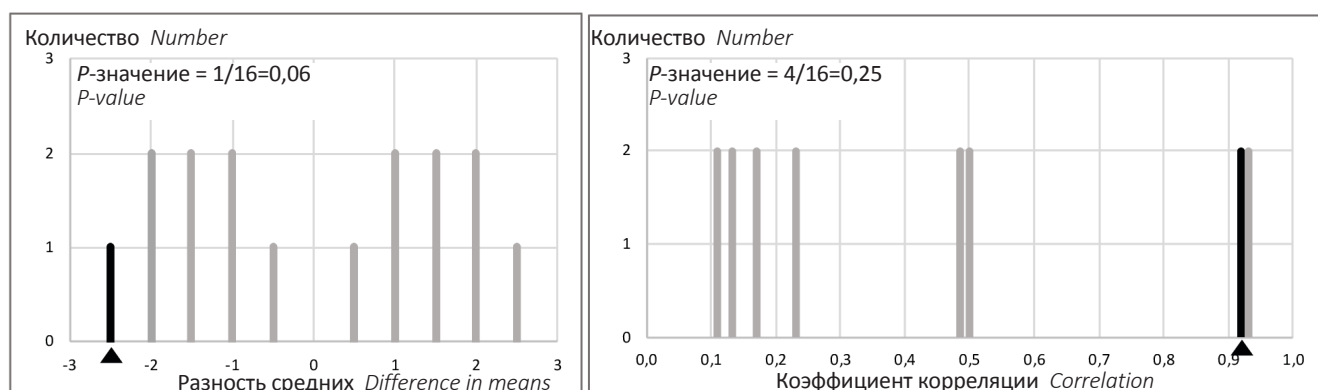 Количество Number
3
P-значение = 1/16=0,06
P-value
2
1
0
-3 -2 -1 0 1 2 3
Разность средних Difference in means
Количество Number
3
P-значение = 4/16=0,25
P-value
2
1
0
0,0 0,1 0,2 0,3 0,4 0,5 0,6 0,7 0,8 0,9 1,0
Коэффициент корреляции Correlation